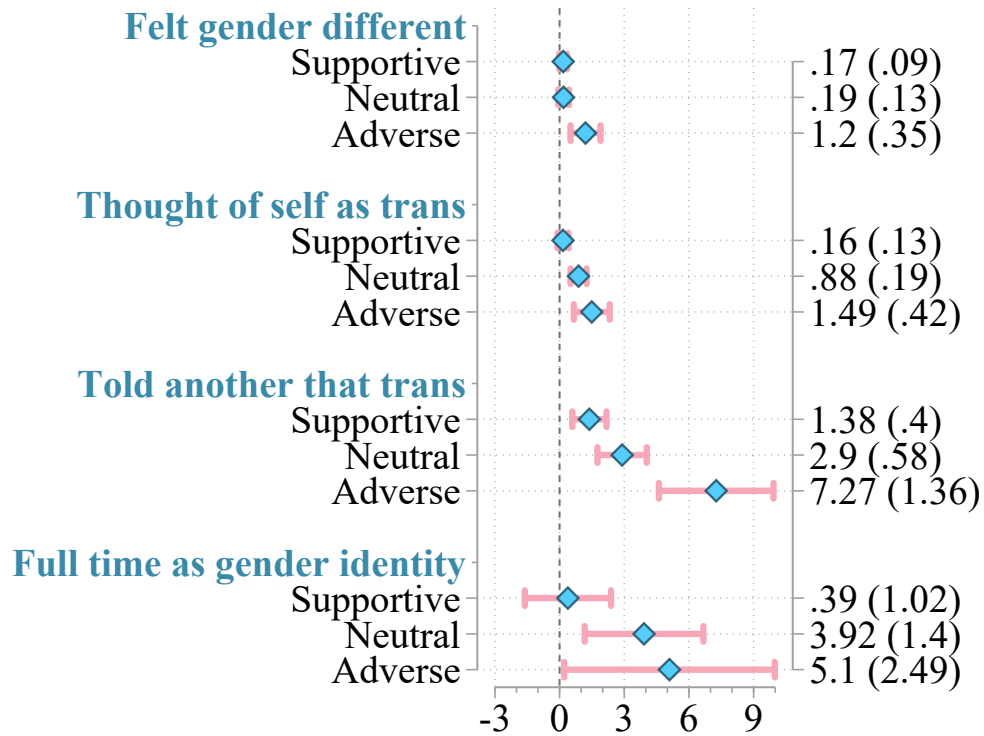 Felt gender different
Supportive .17 (.09)
Neutral .19 (.13)
Adverse 1.2 (.35)
Thought of self as trans
Supportive .16 (.13)
Neutral .88 (.19)
Adverse 1.49 (.42)
Told another that trans
Supportive 1.38 (.4)
Neutral 2.9 (.58)
Adverse 7.27 (1.36)
Full time as gender identity
Supportive .39 (1.02)
Neutral 3.92 (1.4)
Adverse 5.1 (2.49)
-3 0 3 6 9